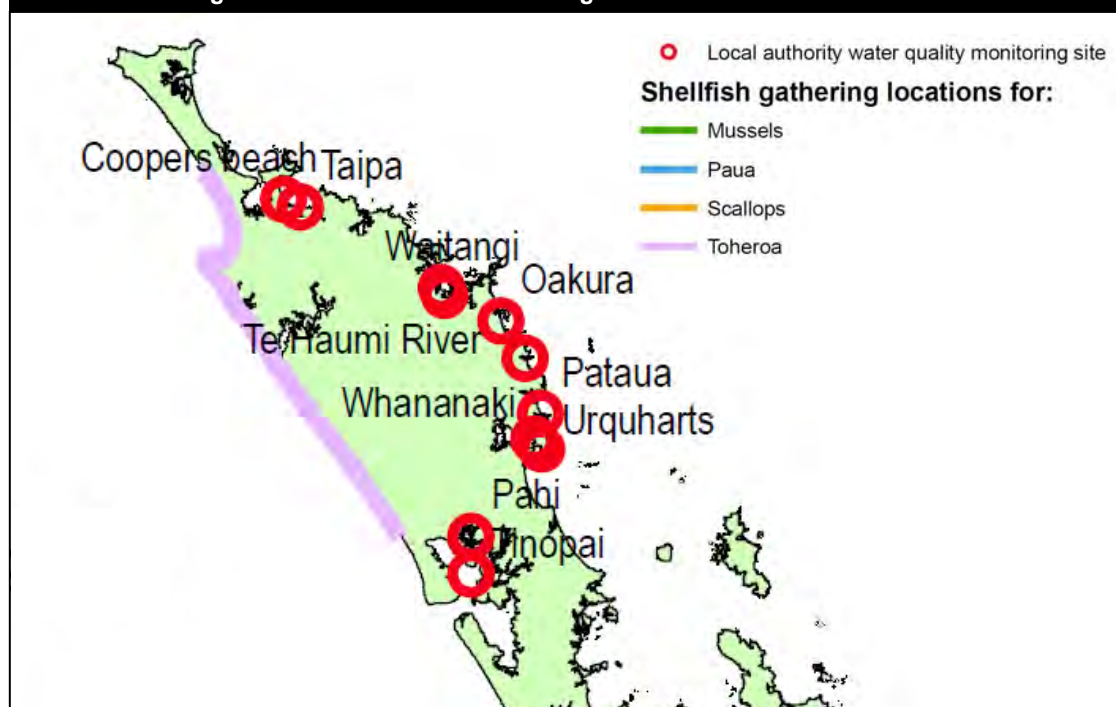 Local authority water quality monitoring site
Shellfish gathering locations for:
Mussels
Paua
Scallops
Toheroa
Coopers beach
Taipa
Waitangi
Oakura
Te Haumi River
Pataua
Whananaki
Urquharts
Pahi
Tinopai